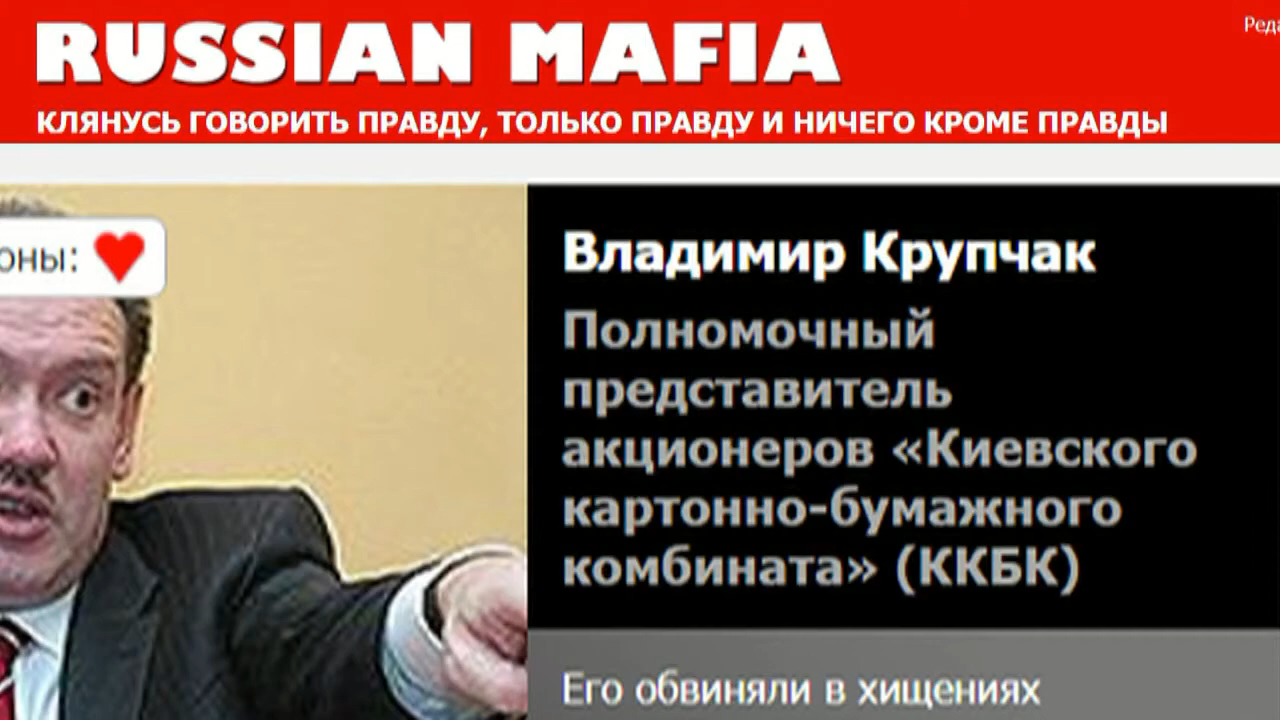 RUSSIAN MAFIA
КЛЯНУСЬ ГОВОРИТЬ ПРАВДУ, ТОЛЬКО ПРАВДУ И НИЧЕГО КРОМЕ ПРАВДЫ
Владимир Крупчак
Полномочный
представитель
акционеров «Киевского
картонно-бумажного
комбината» (ККБК)
Его обвиняли в хищениях